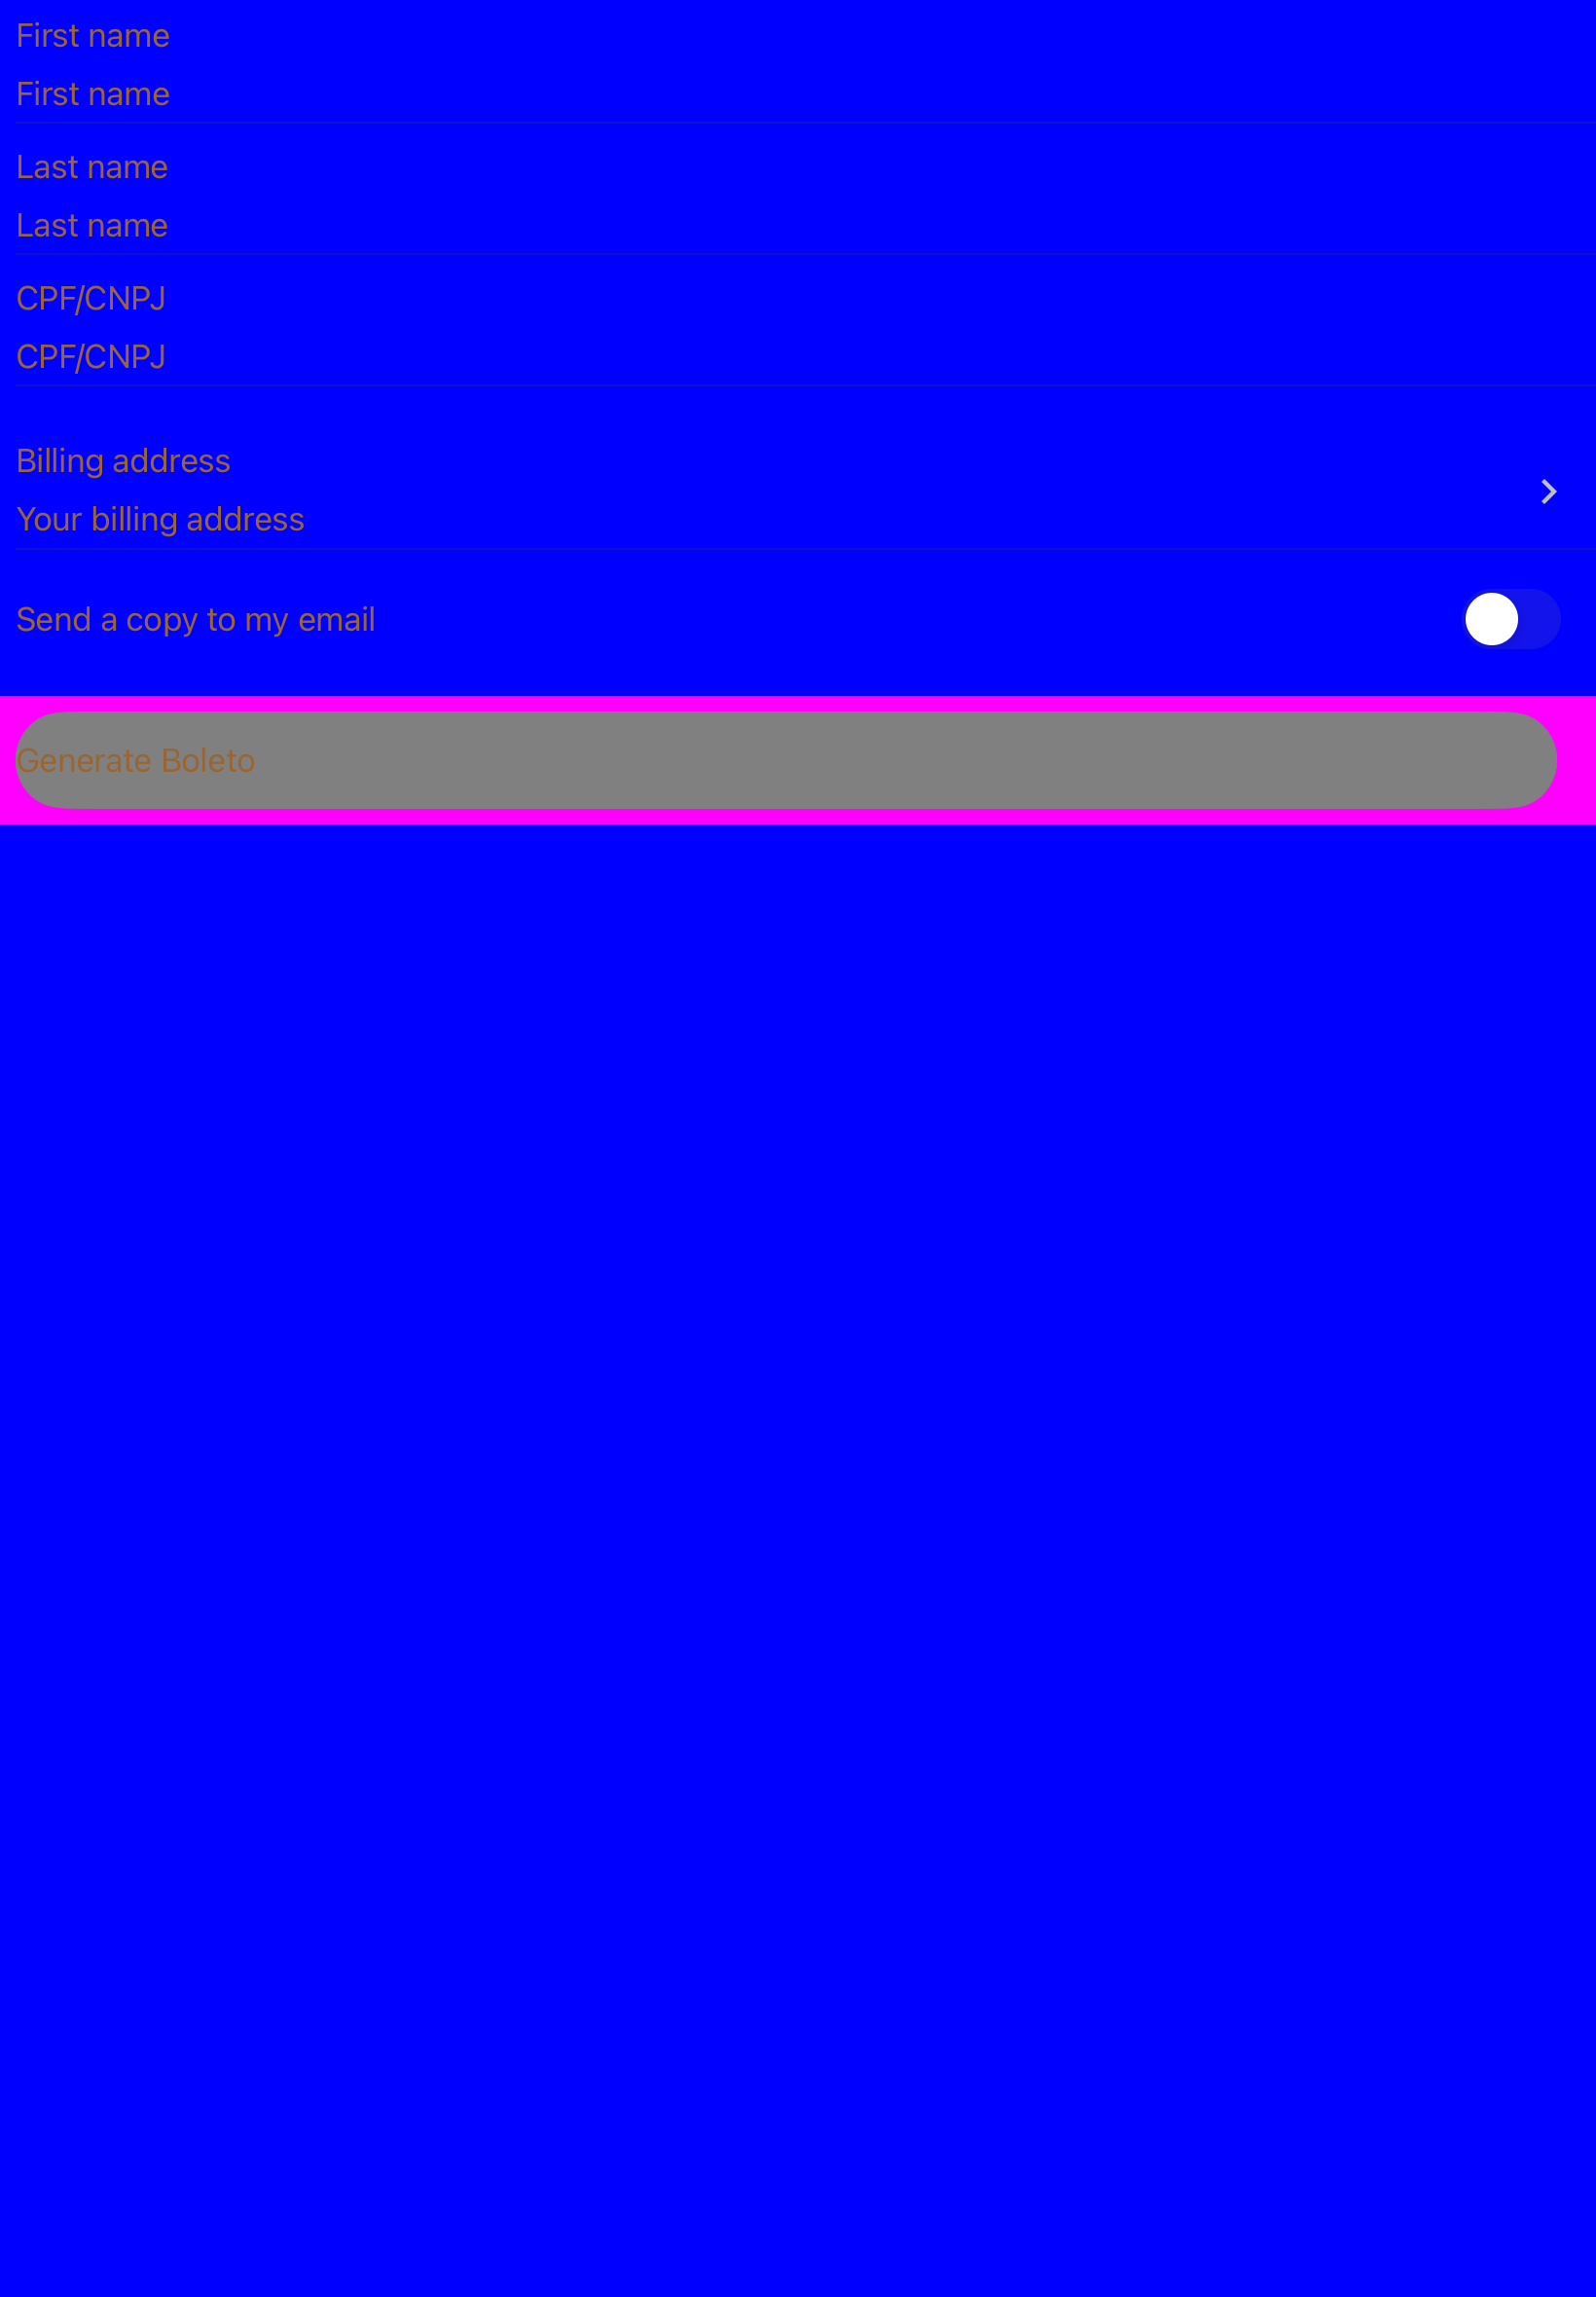 First name
First name
Last name
Last name
CPF/CNPJ
CPF/CNPJ
Billing address
Your billing address
Send a copy to my email
Generate Boleto